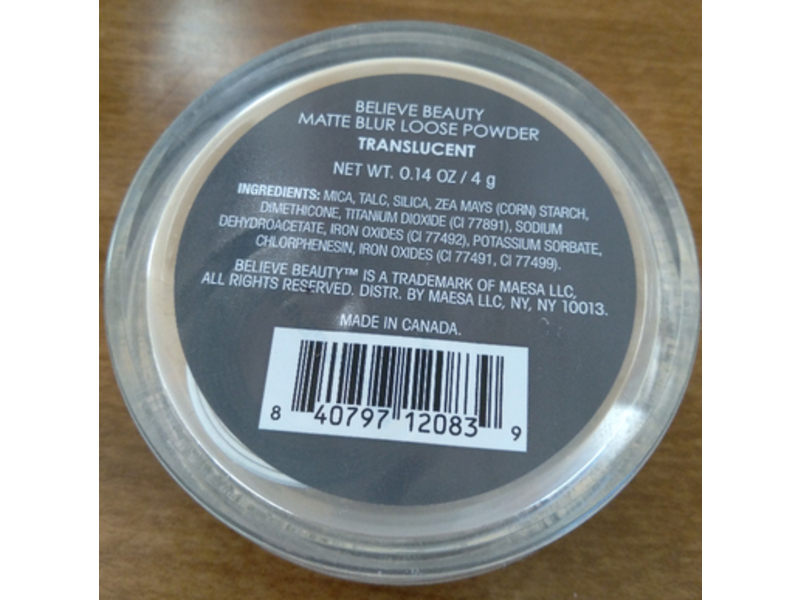 BELIEVE BEAUTY
MATTE BLUR LOOSE POWDER
TRANSLUCENT
NET WT. 0.14 OZ / 4 g
INGREDIENTS: MICA, TALC, SILICA, ZEA MAYS (CORN) STARCH,
DIMETHICONE, TITANIUM DIOXIDE (CI 77891), SODIUM
DEHYDROACETATE, IRON OXIDES (CI 77492), POTASSIUM SORBATE,
CHLORPHENESIN, IRON OXIDES (CI 77491, CI 77499).
BELIEVE BEAUTY™ IS A TRADEMARK OF MAESA LLC,
ALL RIGHTS RESERVED. DISTR. BY MAESA LLC, NY, NY 10013.
MADE IN CANADA.
8 40797 12083 9